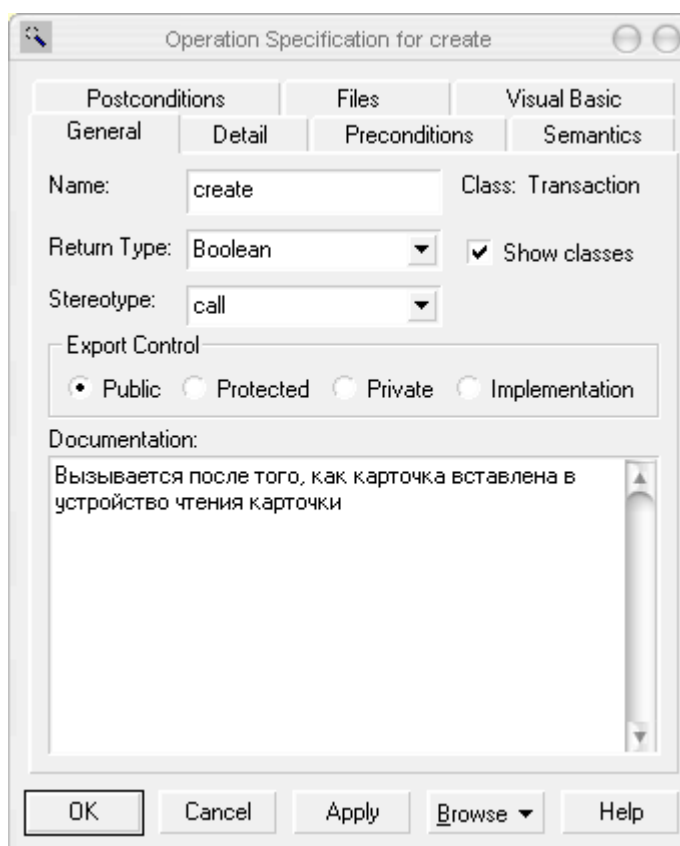 Operation Specification for create
Postconditions Files Visual Basic
General Detail Preconditions Semantics
Name: create Class: Transaction
Return Type: Boolean Show classes
Stereotype: call
Export Control
Public Protected Private Implementation
Documentation:
Вызывается после того, как карточка вставлена в
устройство чтения карточки
OK Cancel Apply Browse Help